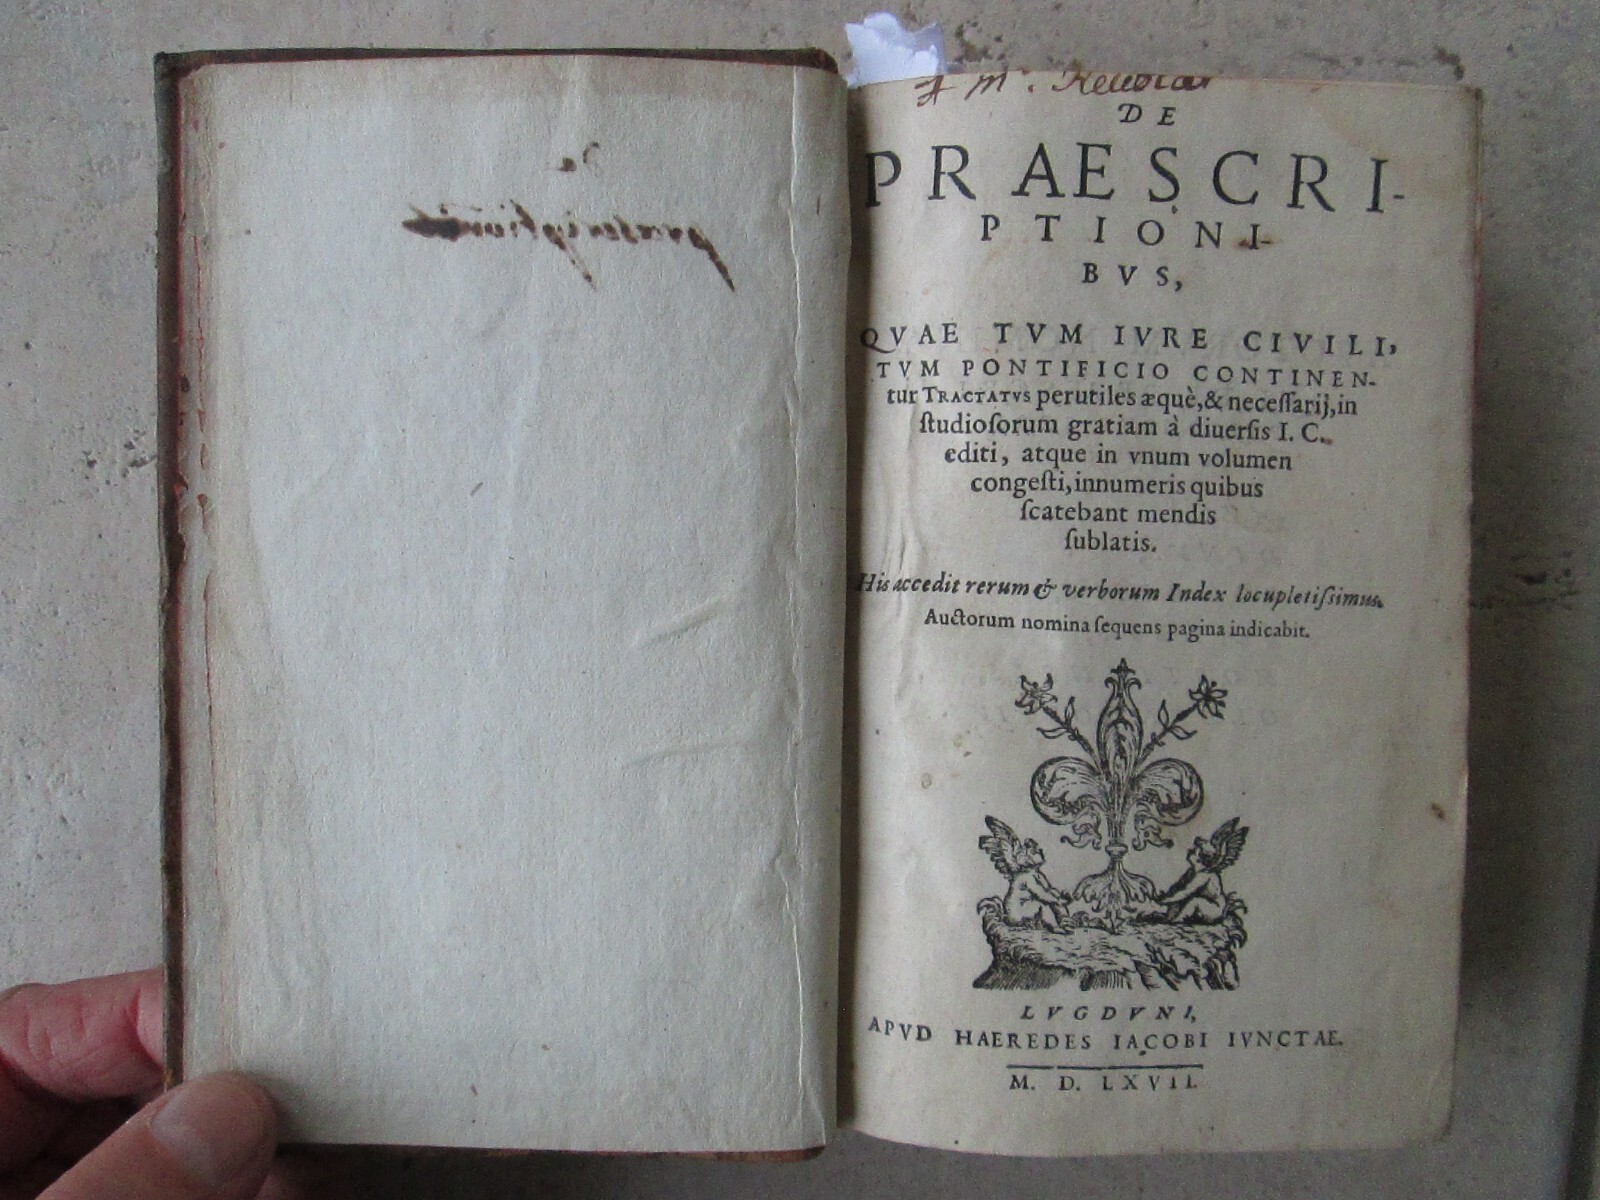 De
praescriptionib
DE
PRAESCRI-
PTIONI-
BVS,
QVAE TVM IVRE CIVILI,
TVM PONTIFICIO CONTINEN-
tur TRACTATVS perutiles æquè, & neceſſarij, in
ſtudioſorum gratiam à diuerſis I. C.
editi, atque in vnum volumen
congeſti, innumeris quibus
ſcatebant mendis
ſublatis.
His accedit rerum & verborum Index locupletiſsimus.
Auctorum nomina ſequens pagina indicabit.
LVGDVNI,
APVD HAEREDES IACOBI IVNCTAE.
M. D. LXVII.